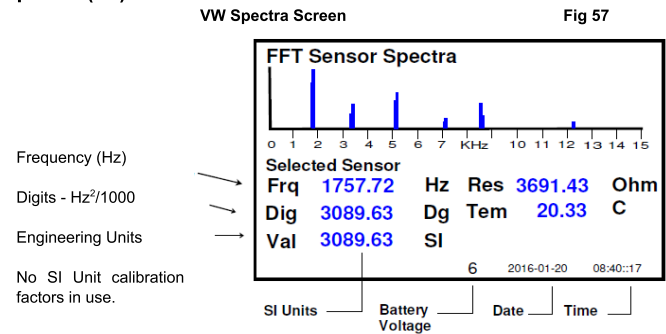 VW Spectra Screen Fig 57
FFT Sensor Spectra
0 1 2 3 4 5 6 7 KHz 10 11 12 13 14 15
Selected Sensor
Frq 1757.72 Hz Res 3691.43 Ohm
Dig 3089.63 Dg Tem 20.33 C
Val 3089.63 SI
6 2016-01-20 08:40::17
Frequency (Hz)
Digits - Hz²/1000
Engineering Units
No SI Unit calibration
factors in use.
SI Units
Battery
Voltage
Date
Time